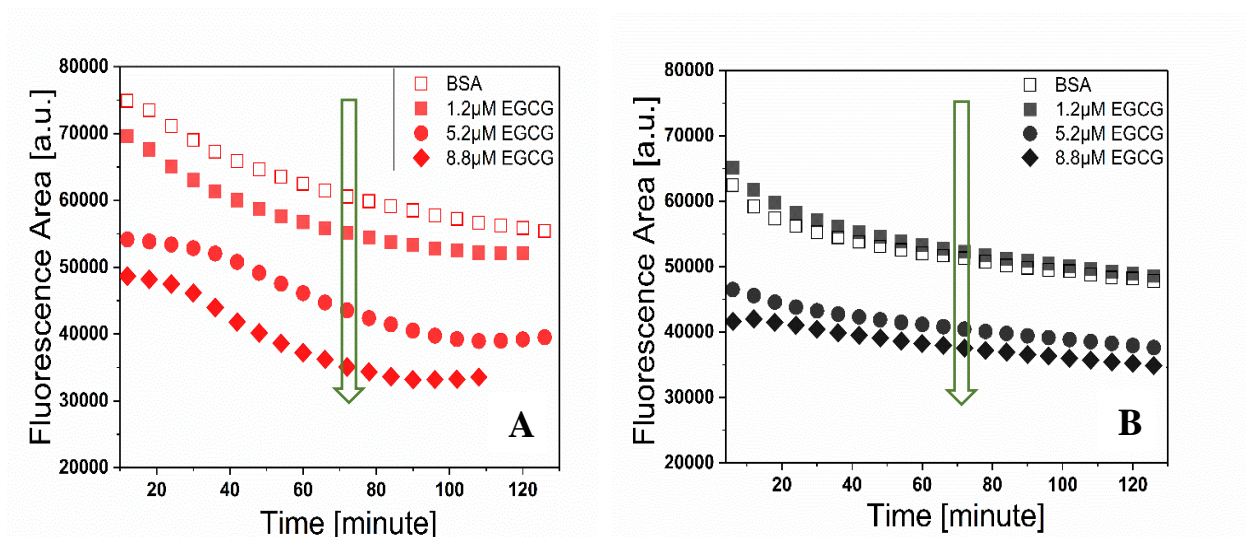 Fluorescence Area [a.u.]
80000
70000
60000
50000
40000
30000
20000
BSA
1.2µM EGCG
5.2µM EGCG
8.8µM EGCG
A
20 40 60 80 100 120
Time [minute]
Fluorescence Area [a.u.]
80000
70000
60000
50000
40000
30000
20000
BSA
1.2µM EGCG
5.2µM EGCG
8.8µM EGCG
B
20 40 60 80 100 120
Time [minute]